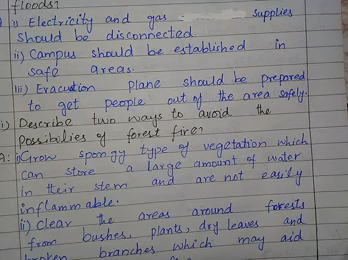 floods?
i) Electricity and gas - supplies
should be disconnected.
ii) Campus should be established in
safe areas.
iii) Eracution plane should be prepared
to get people out of the area safely.
i) Describe two ways to avoid the
possibilies of forest fire?
A: i) Grow spongy type of vegetation which
can store a large amount of water
in their stem and are not easily
inflammable.
ii) Clear the areas around forests
from bushes, plants, dry leaves and
broken branches which may aid